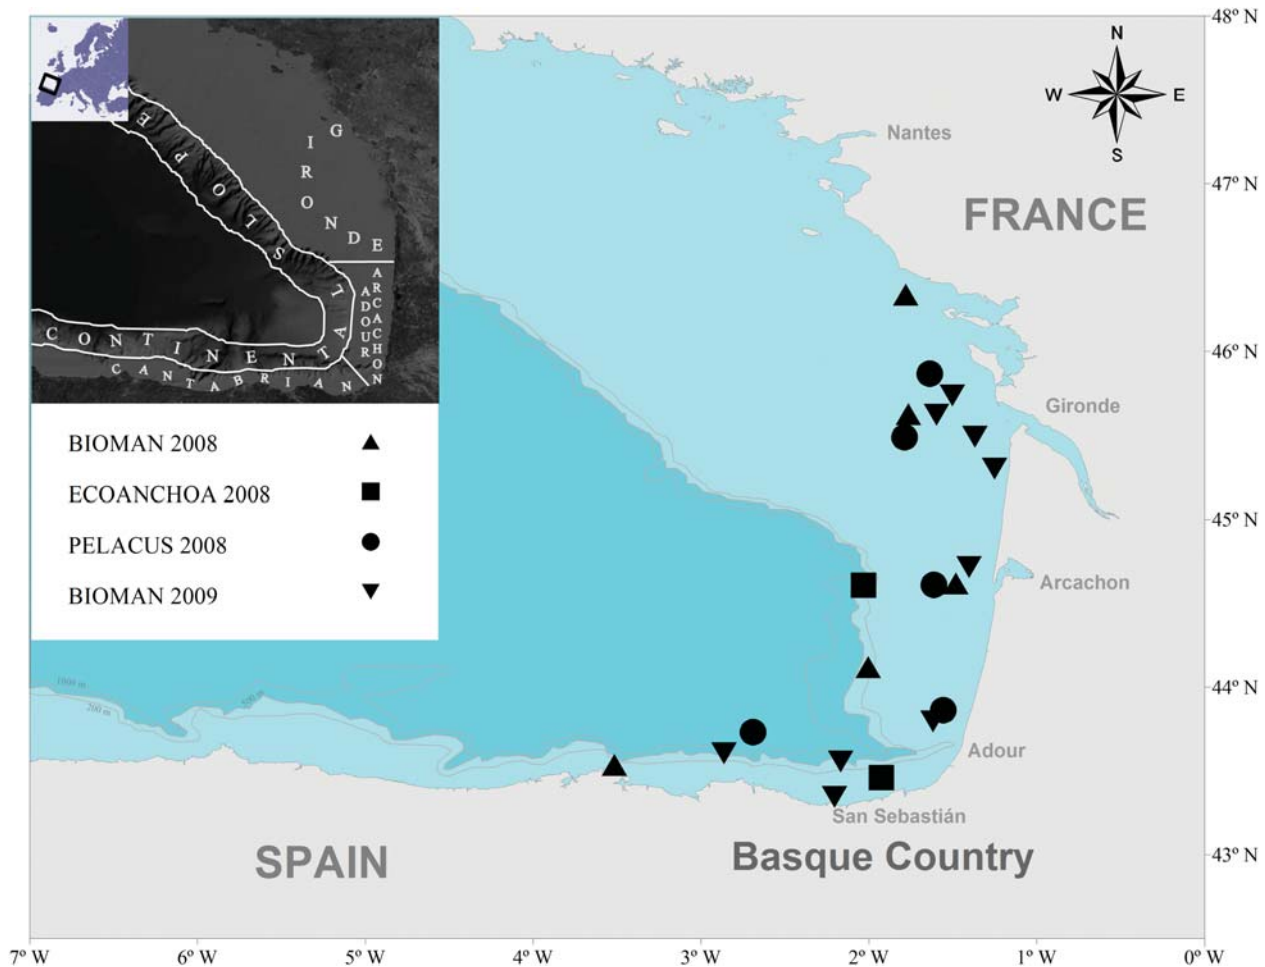 48º N
N
W E
S
Nantes
47º N
FRANCE
GIRONDE
CONTINENTAL SLOPE
ARCACHON
ADOUR
CANTABRIAN
46º N
Gironde
BIOMAN 2008
ECOANCHOA 2008
PELACUS 2008
BIOMAN 2009
45º N
Arcachon
44º N
1000 m
200 m
Adour
San Sebastián
SPAIN
Basque Country
43º N
7º W 6º W 5º W 4º W 3º W 2º W 1º W 0º W